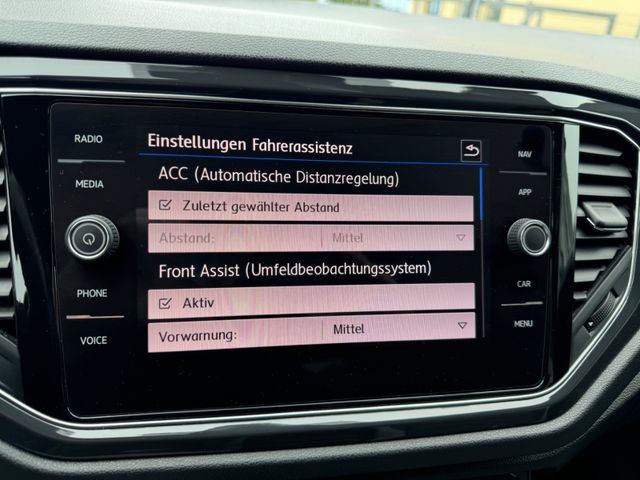 RADIO
MEDIA
PHONE
VOICE
Einstellungen Fahrerassistenz
ACC (Automatische Distanzregelung)
Zuletzt gewählter Abstand
Abstand: Mittel
Front Assist (Umfeldbeobachtungssystem)
Aktiv
Vorwarnung: Mittel
NAV
APP
CAR
MENU